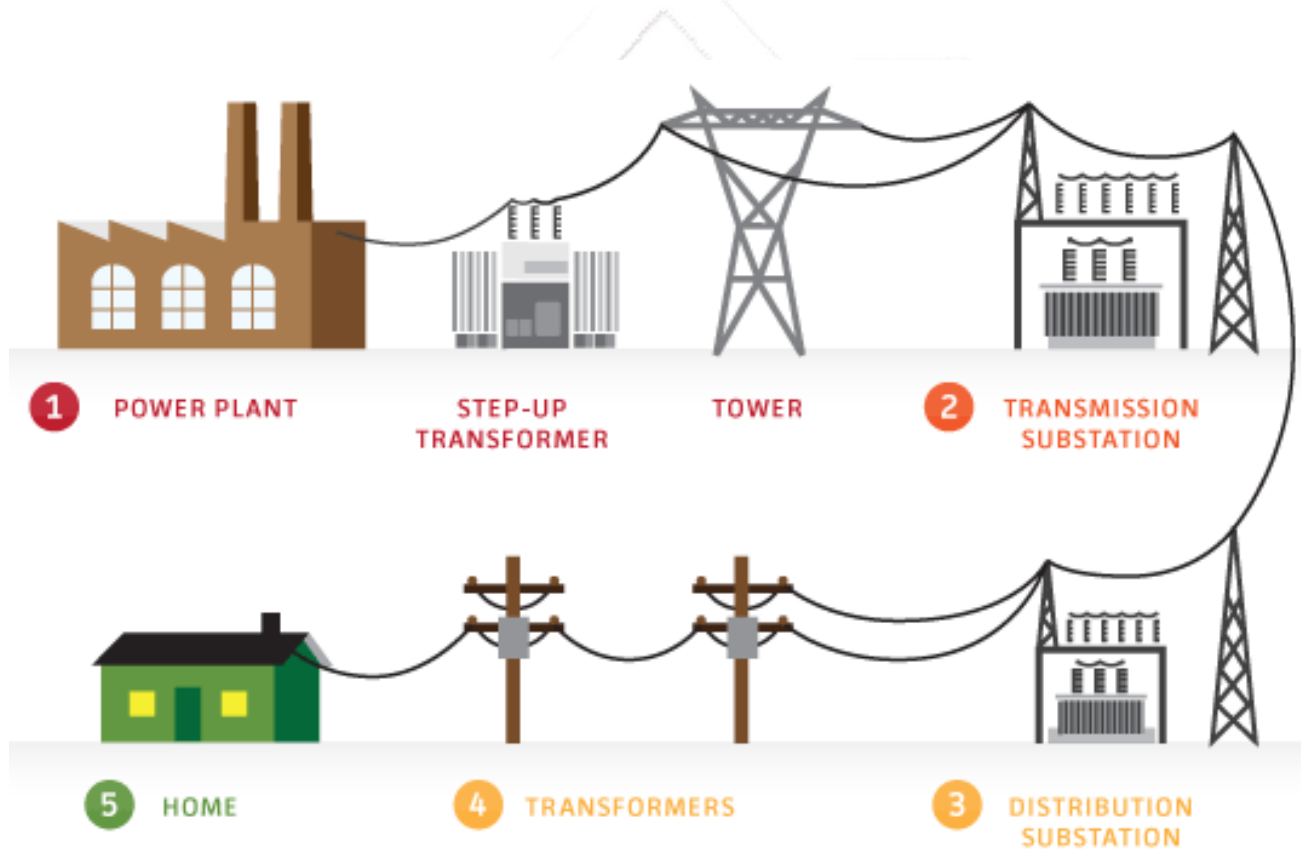 1 POWER PLANT
STEP-UP
TRANSFORMER
TOWER
2 TRANSMISSION
SUBSTATION
5 HOME
4 TRANSFORMERS
3 DISTRIBUTION
SUBSTATION